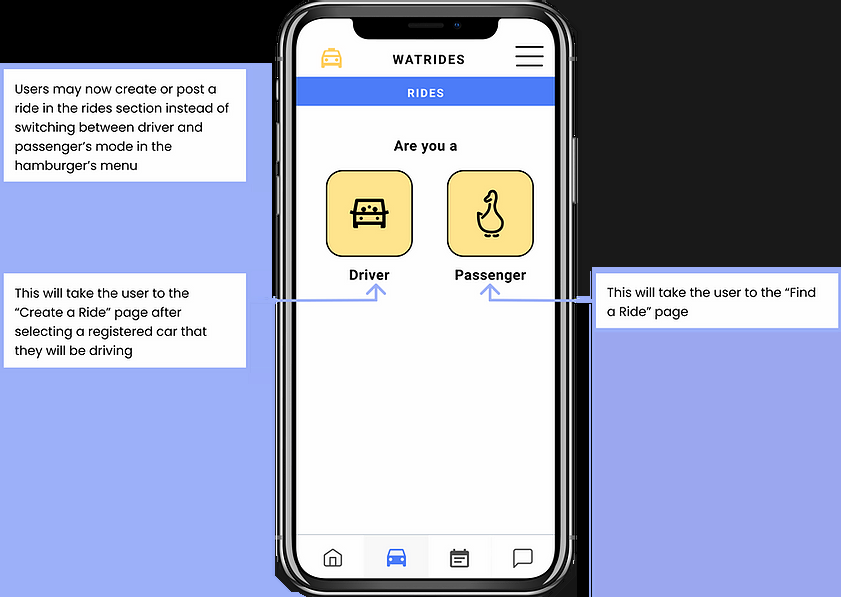 WATRIDES
RIDES
Users may now create or post a
ride in the rides section instead of
switching between driver and
passenger's mode in the
hamburger's menu
Are you a
Driver
Passenger
This will take the user to the
“Create a Ride” page after
selecting a registered car that
they will be driving
This will take the user to the “Find
a Ride” page